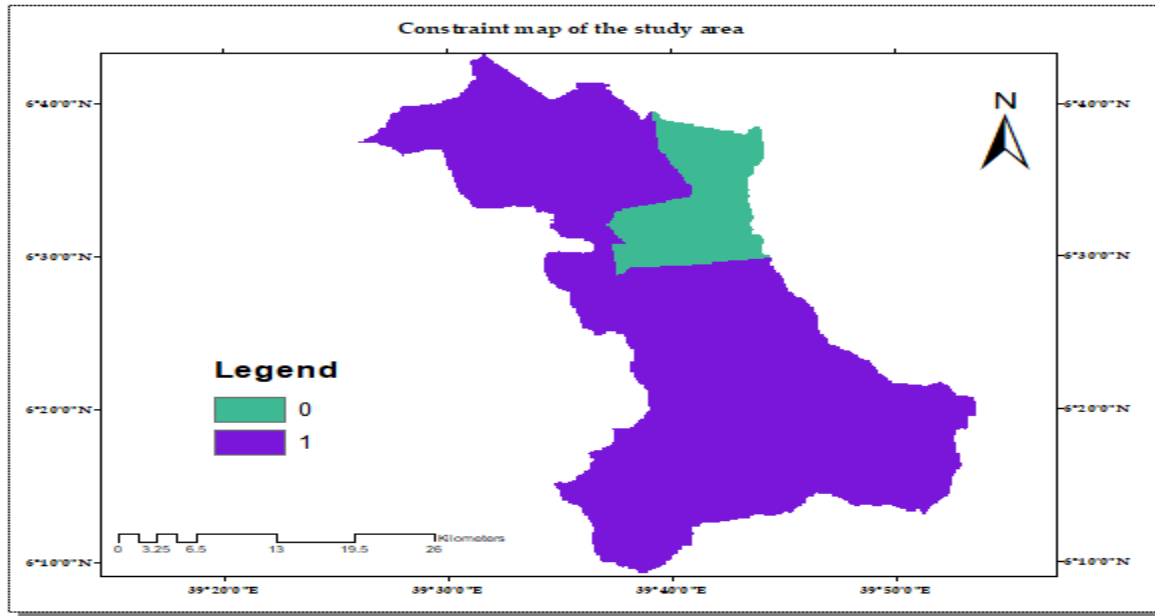 Constraint map of the study area
N
6°40'0"N
6°40'0"N
6°30'0"N
6°30'0"N
6°20'0"N
6°20'0"N
6°10'0"N
6°10'0"N
Legend
0
1
Kilometers
0 3.25 6.5 13 19.5 26
39°20'0"E 39°30'0"E 39°40'0"E 39°50'0"E